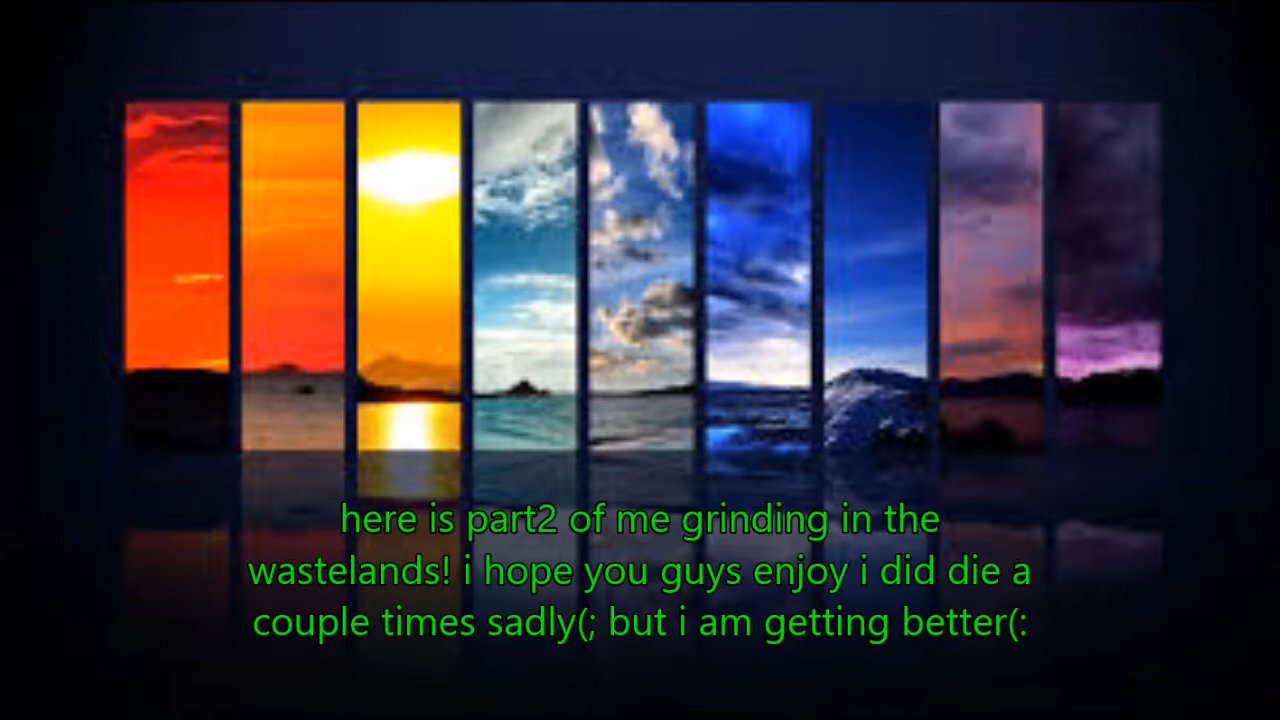 here is part2 of me grinding in the
wastelands! i hope you guys enjoy i did die a
couple times sadly(; but i am getting better(: